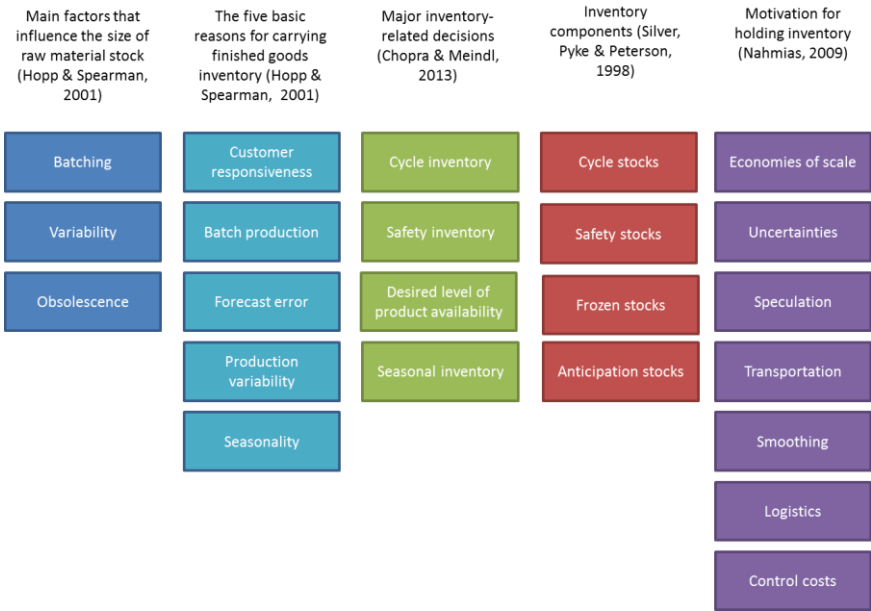 Main factors that
influence the size of
raw material stock
(Hopp & Spearman,
2001)
Batching
Variability
Obsolescence
The five basic
reasons for carrying
finished goods
inventory (Hopp &
Spearman, 2001)
Customer
responsiveness
Batch production
Forecast error
Production
variability
Seasonality
Major inventory-
related decisions
(Chopra & Meindl,
2013)
Cycle inventory
Safety inventory
Desired level of
product availability
Seasonal inventory
Inventory
components (Silver,
Pyke & Peterson,
1998)
Cycle stocks
Safety stocks
Frozen stocks
Anticipation stocks
Motivation for
holding inventory
(Nahmias, 2009)
Economies of scale
Uncertainties
Speculation
Transportation
Smoothing
Logistics
Control costs